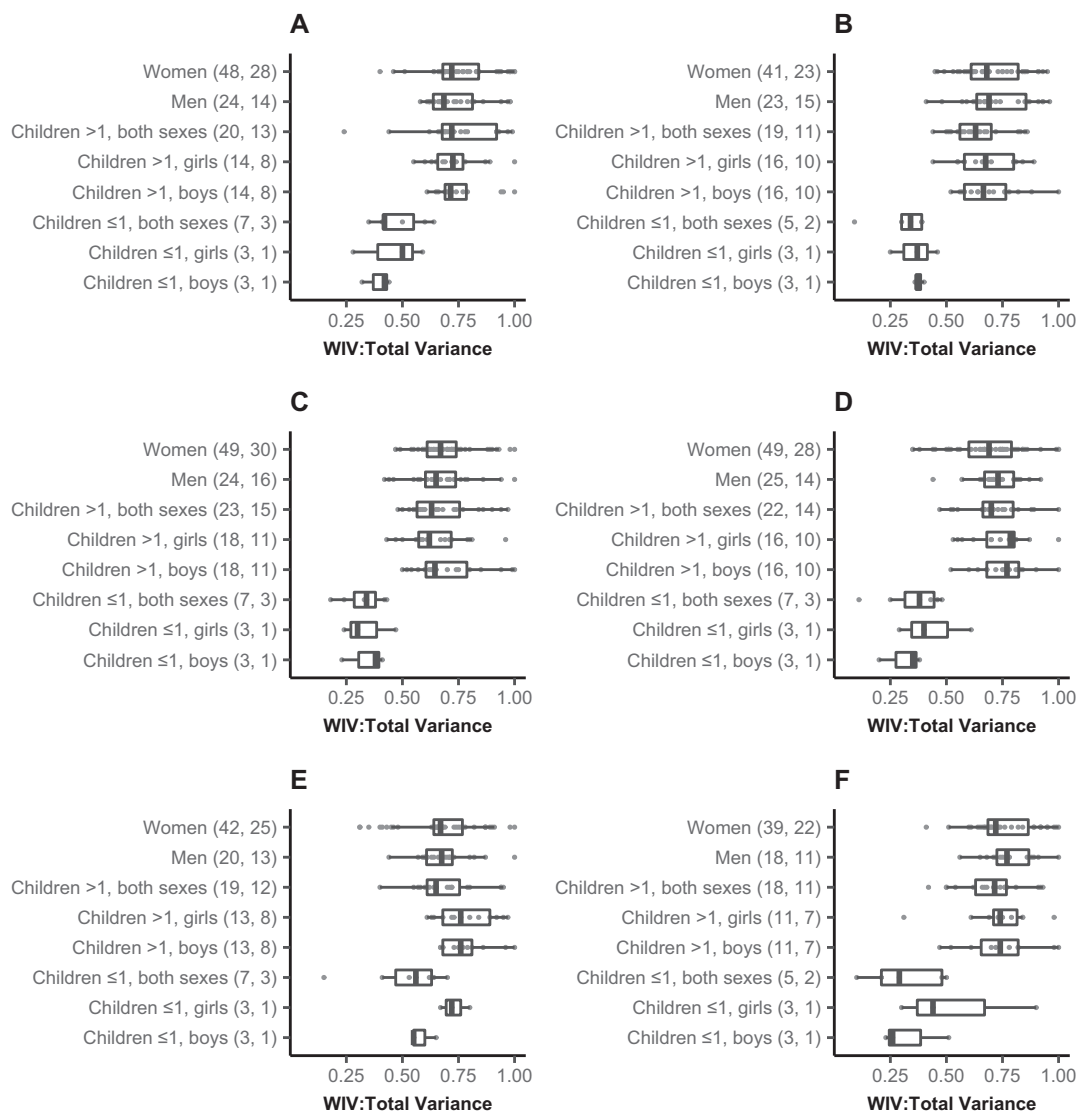 A
Women (48, 28)
Men (24, 14)
Children >1, both sexes (20, 13)
Children >1, girls (14, 8)
Children >1, boys (14, 8)
Children ≤1, both sexes (7, 3)
Children ≤1, girls (3, 1)
Children ≤1, boys (3, 1)
0.25 0.50 0.75 1.00
WIV:Total Variance
B
Women (41, 23)
Men (23, 15)
Children >1, both sexes (19, 11)
Children >1, girls (16, 10)
Children >1, boys (16, 10)
Children ≤1, both sexes (5, 2)
Children ≤1, girls (3, 1)
Children ≤1, boys (3, 1)
0.25 0.50 0.75 1.00
WIV:Total Variance
C
Women (49, 30)
Men (24, 16)
Children >1, both sexes (23, 15)
Children >1, girls (18, 11)
Children >1, boys (18, 11)
Children ≤1, both sexes (7, 3)
Children ≤1, girls (3, 1)
Children ≤1, boys (3, 1)
0.25 0.50 0.75 1.00
WIV:Total Variance
D
Women (49, 28)
Men (25, 14)
Children >1, both sexes (22, 14)
Children >1, girls (16, 10)
Children >1, boys (16, 10)
Children ≤1, both sexes (7, 3)
Children ≤1, girls (3, 1)
Children ≤1, boys (3, 1)
0.25 0.50 0.75 1.00
WIV:Total Variance
E
Women (42, 25)
Men (20, 13)
Children >1, both sexes (19, 12)
Children >1, girls (13, 8)
Children >1, boys (13, 8)
Children ≤1, both sexes (7, 3)
Children ≤1, girls (3, 1)
Children ≤1, boys (3, 1)
0.25 0.50 0.75 1.00
WIV:Total Variance
F
Women (39, 22)
Men (18, 11)
Children >1, both sexes (18, 11)
Children >1, girls (11, 7)
Children >1, boys (11, 7)
Children ≤1, both sexes (5, 2)
Children ≤1, girls (3, 1)
Children ≤1, boys (3, 1)
0.25 0.50 0.75 1.00
WIV:Total Variance